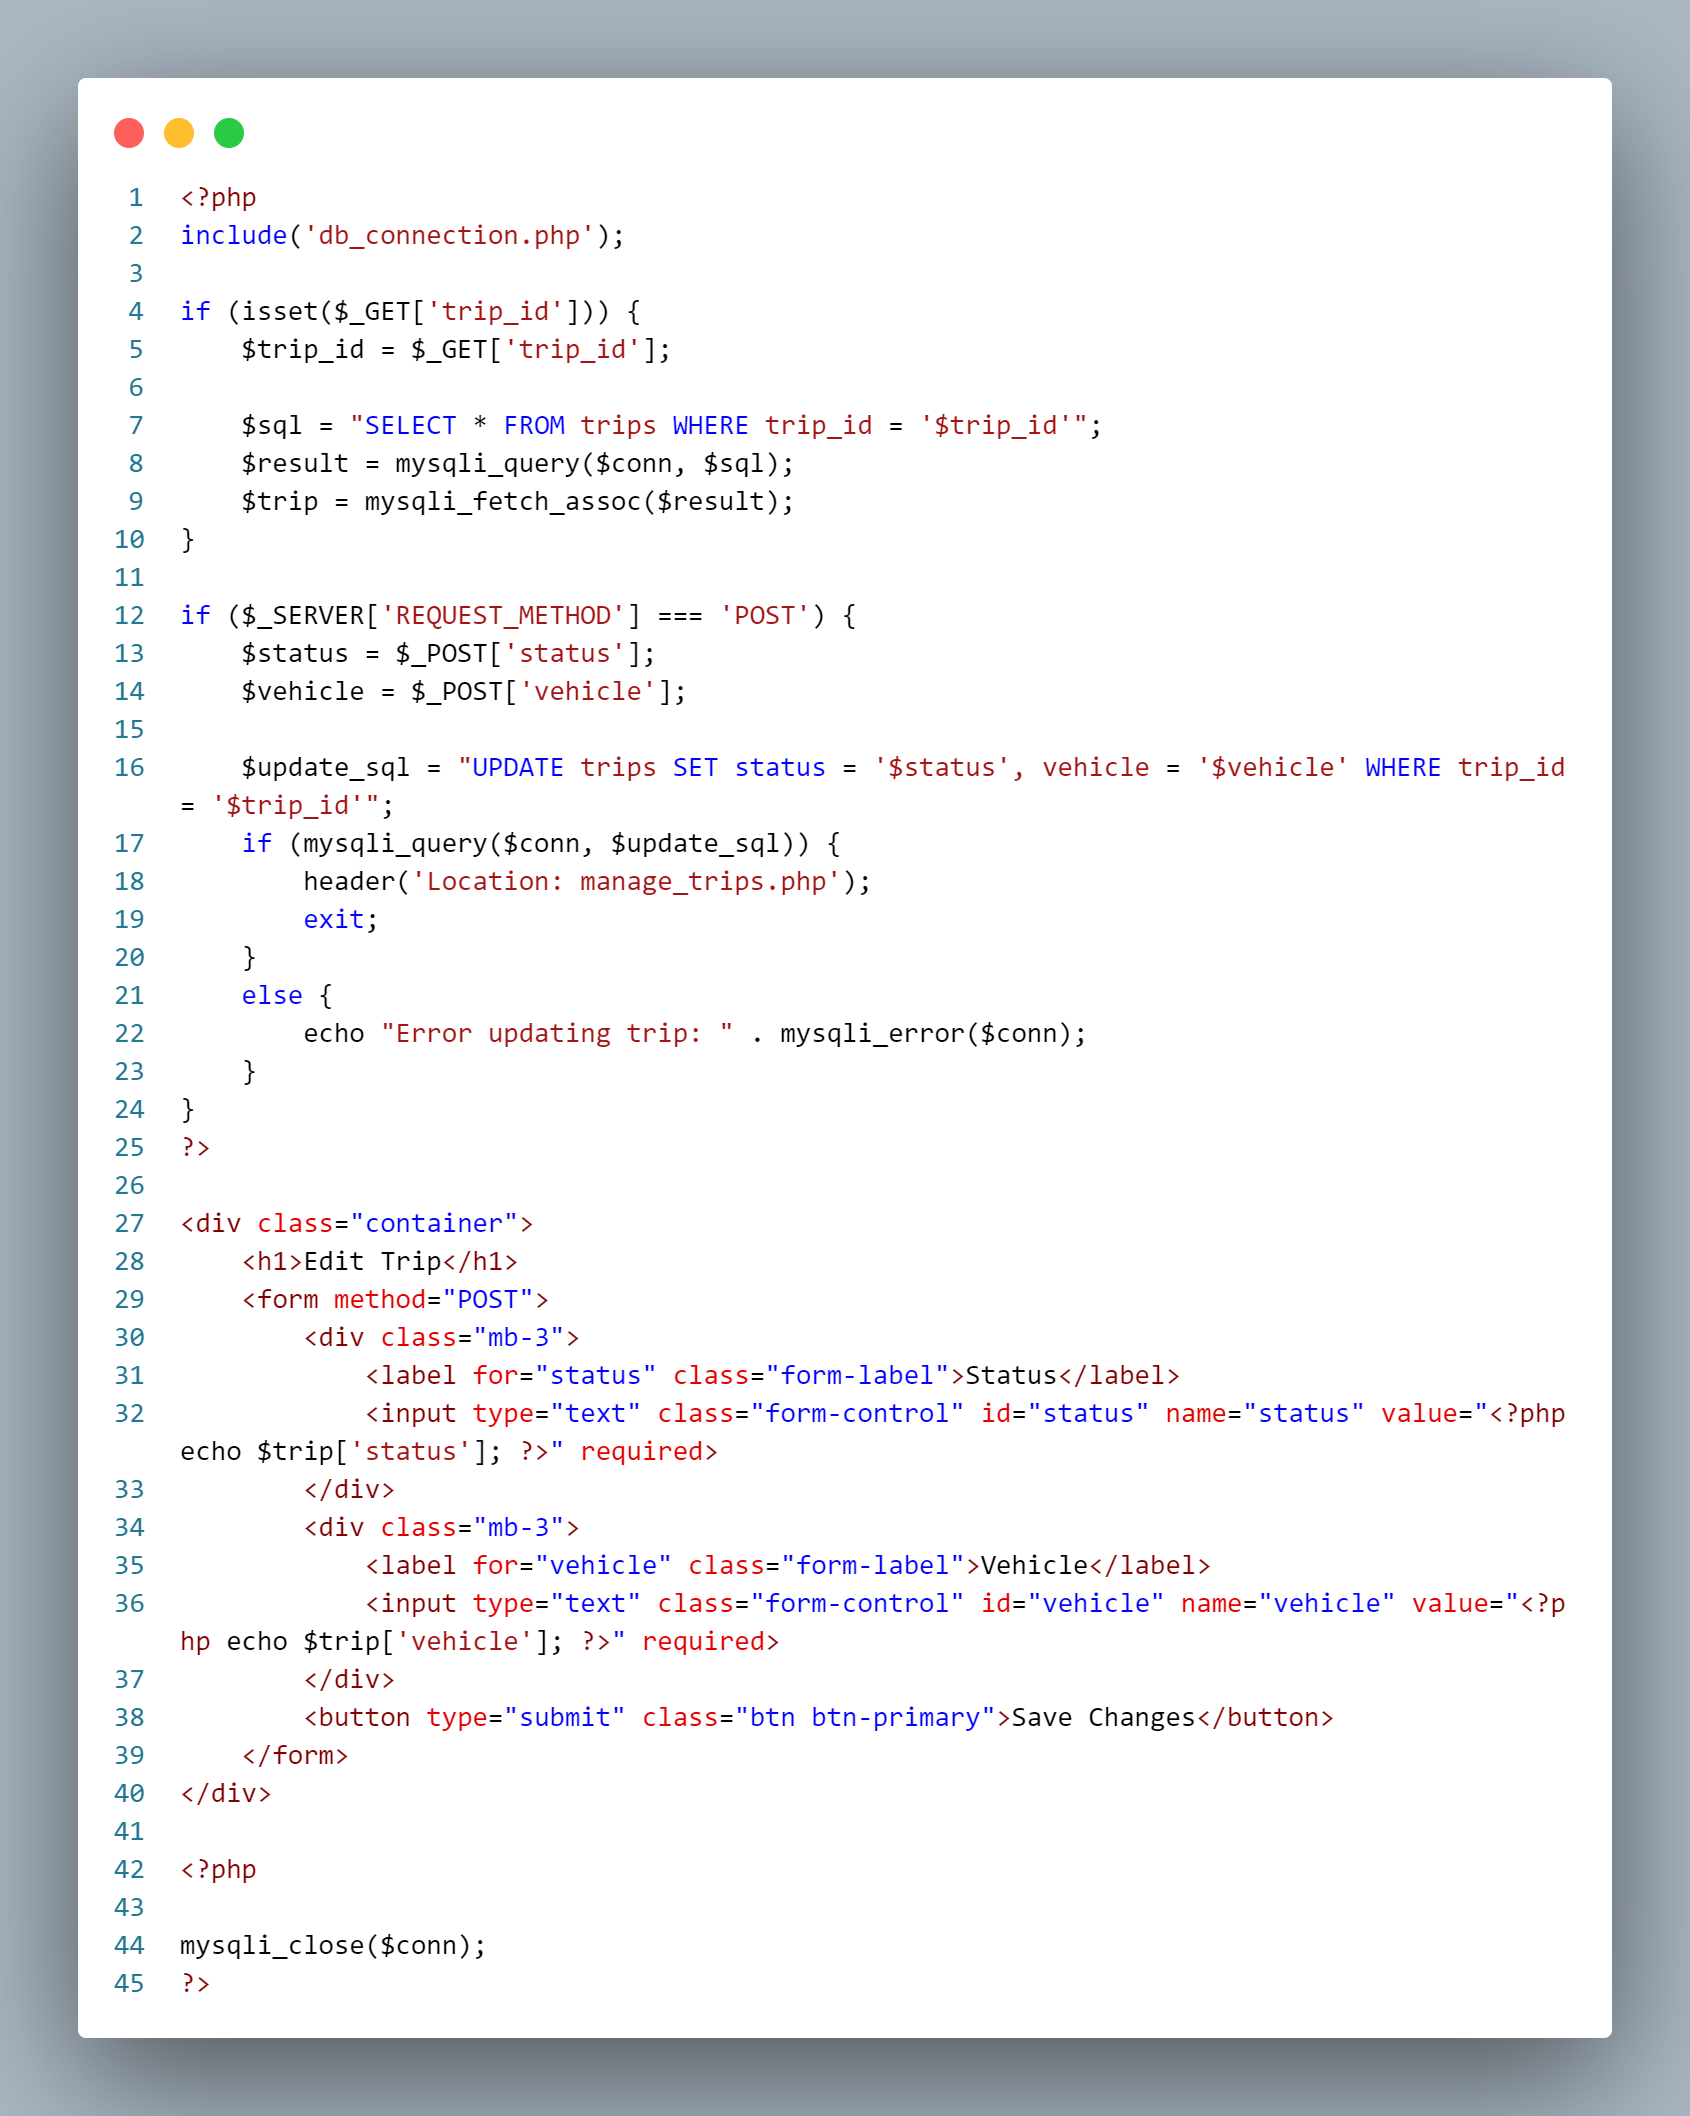 1 <?php
2 include('db_connection.php');
3
4 if (isset($_GET['trip_id'])) {
5     $trip_id = $_GET['trip_id'];
6
7     $sql = "SELECT * FROM trips WHERE trip_id = '$trip_id'";
8     $result = mysqli_query($conn, $sql);
9     $trip = mysqli_fetch_assoc($result);
10 }
11
12 if ($_SERVER['REQUEST_METHOD'] === 'POST') {
13     $status = $_POST['status'];
14     $vehicle = $_POST['vehicle'];
15
16     $update_sql = "UPDATE trips SET status = '$status', vehicle = '$vehicle' WHERE trip_id
= '$trip_id'";
17     if (mysqli_query($conn, $update_sql)) {
18         header('Location: manage_trips.php');
19         exit;
20     }
21     else {
22         echo "Error updating trip: " . mysqli_error($conn);
23     }
24 }
25 ?>
26
27 <div class="container">
28     <h1>Edit Trip</h1>
29     <form method="POST">
30         <div class="mb-3">
31             <label for="status" class="form-label">Status</label>
32             <input type="text" class="form-control" id="status" name="status" value="<?php
echo $trip['status']; ?>" required>
33         </div>
34         <div class="mb-3">
35             <label for="vehicle" class="form-label">Vehicle</label>
36             <input type="text" class="form-control" id="vehicle" name="vehicle" value="<?p
hp echo $trip['vehicle']; ?>" required>
37         </div>
38         <button type="submit" class="btn btn-primary">Save Changes</button>
39     </form>
40 </div>
41
42 <?php
43
44 mysqli_close($conn);
45 ?>